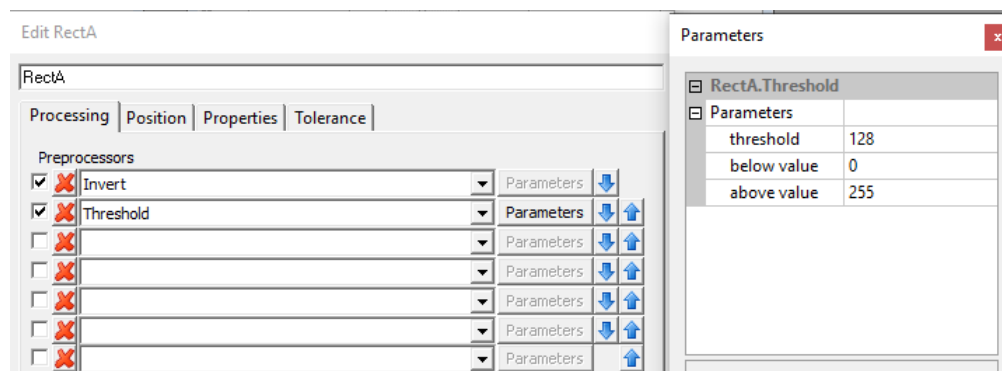 Edit RectA
RectA
Processing Position Properties Tolerance
Preprocessors
Invert Parameters
Threshold Parameters
Parameters
Parameters
Parameters
Parameters
Parameters
Parameters
x
RectA.Threshold
Parameters
threshold 128
below value 0
above value 255